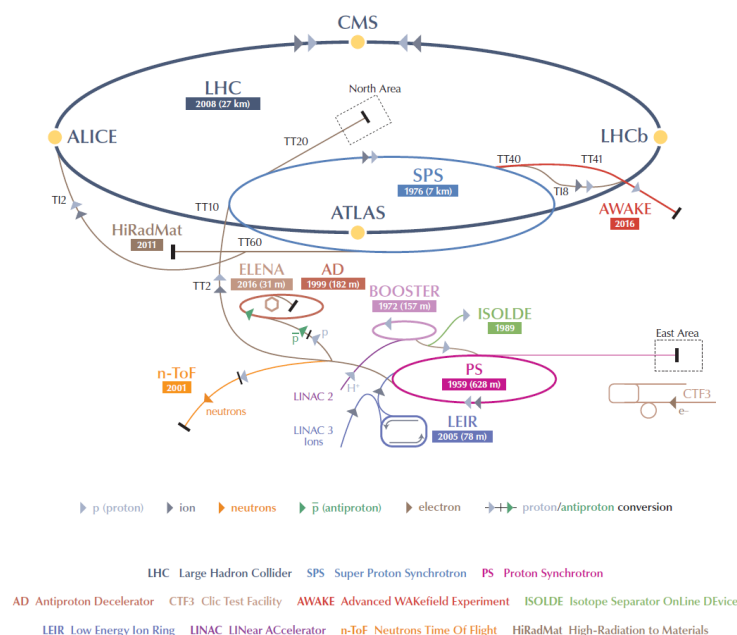 CMS
LHC
2008 (27 km)
North Area
ALICE
TT20
LHCb
TT40
TT41
SPS
1976 (7 km)
TI2
TI8
TT10
ATLAS
AWAKE
2016
HiRadMat
2011
TT60
ELENA
2016 (31 m)
AD
1999 (182 m)
TT2
BOOSTER
1972 (157 m)
ISOLDE
1989
p̅
p
East Area
n-ToF
2001
PS
1959 (628 m)
LINAC 2
H⁺
neutrons
CTF3
e-
LINAC 3
Ions
LEIR
2005 (78 m)
p (proton) ion neutrons p̅ (antiproton) electron proton/antiproton conversion
LHC Large Hadron Collider SPS Super Proton Synchrotron PS Proton Synchrotron
AD Antiproton Decelerator CTF3 Clic Test Facility AWAKE Advanced WAKefield Experiment ISOLDE Isotope Separator OnLine DEvice
LEIR Low Energy Ion Ring LINAC LINear ACcelerator n-ToF Neutrons Time Of Flight HiRadMat High-Radiation to Materials